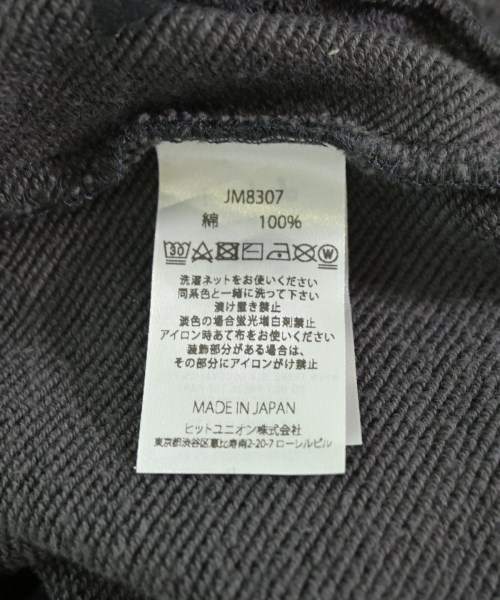 JM8307
綿 100%
30 W
洗濯ネットをお使いください
同系色と一緒に洗って下さい
漬け置き禁止
淡色の場合蛍光増白剤禁止
アイロン時あて布をお使いください
装飾部分がある場合は、
その部分にアイロンがけ禁止
MADE IN JAPAN
ヒットユニオン株式会社
東京都渋谷区恵比寿南2-20-7 ローシルビル